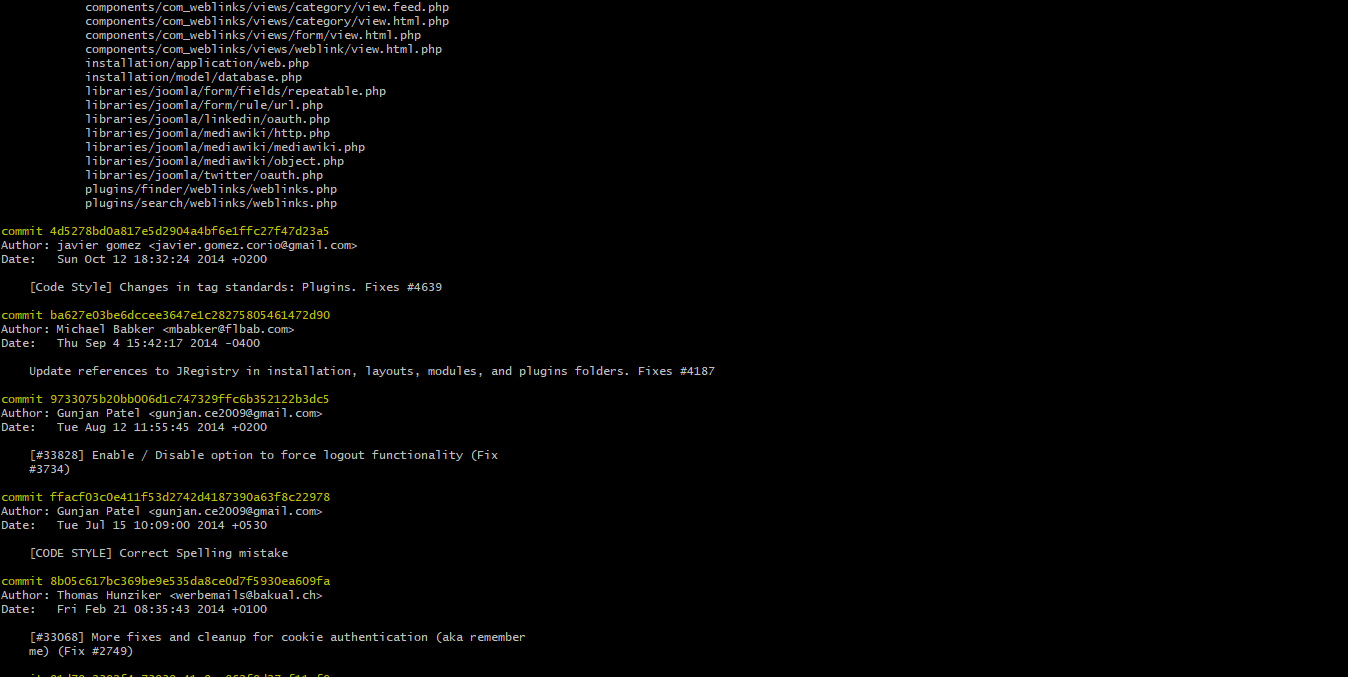 components/com_weblinks/views/category/view.feed.php
components/com_weblinks/views/category/view.html.php
components/com_weblinks/views/form/view.html.php
components/com_weblinks/views/weblink/view.html.php
installation/application/web.php
installation/model/database.php
libraries/joomla/form/fields/repeatable.php
libraries/joomla/form/rule/url.php
libraries/joomla/linkedin/oauth.php
libraries/joomla/mediawiki/http.php
libraries/joomla/mediawiki/mediawiki.php
libraries/joomla/mediawiki/object.php
libraries/joomla/twitter/oauth.php
plugins/finder/weblinks/weblinks.php
plugins/search/weblinks/weblinks.php
commit 4d5278bd0a817e5d2904a4bf6e1ffc27f47d23a5
Author: javier gomez <javier.gomez.corio@gmail.com>
Date:   Sun Oct 12 18:32:24 2014 +0200
[Code Style] Changes in tag standards: Plugins. Fixes #4639
commit ba627e03be6dccee3647e1c28275805461472d90
Author: Michael Babker <mbabker@flbab.com>
Date:   Thu Sep 4 15:42:17 2014 -0400
Update references to JRegistry in installation, layouts, modules, and plugins folders. Fixes #4187
commit 9733075b20bb006d1c747329ffc6b352122b3dc5
Author: Gunjan Patel <gunjan.ce2009@gmail.com>
Date:   Tue Aug 12 11:55:45 2014 +0200
[#33828] Enable / Disable option to force logout functionality (Fix
#3734)
commit ffacf03c0e411f53d2742d4187390a63f8c22978
Author: Gunjan Patel <gunjan.ce2009@gmail.com>
Date:   Tue Jul 15 10:09:00 2014 +0530
[CODE STYLE] Correct Spelling mistake
commit 8b05c617bc369be9e535da8ce0d7f5930ea609fa
Author: Thomas Hunziker <werbemails@bakual.ch>
Date:   Fri Feb 21 08:35:43 2014 +0100
[#33068] More fixes and cleanup for cookie authentication (aka remember
me) (Fix #2749)